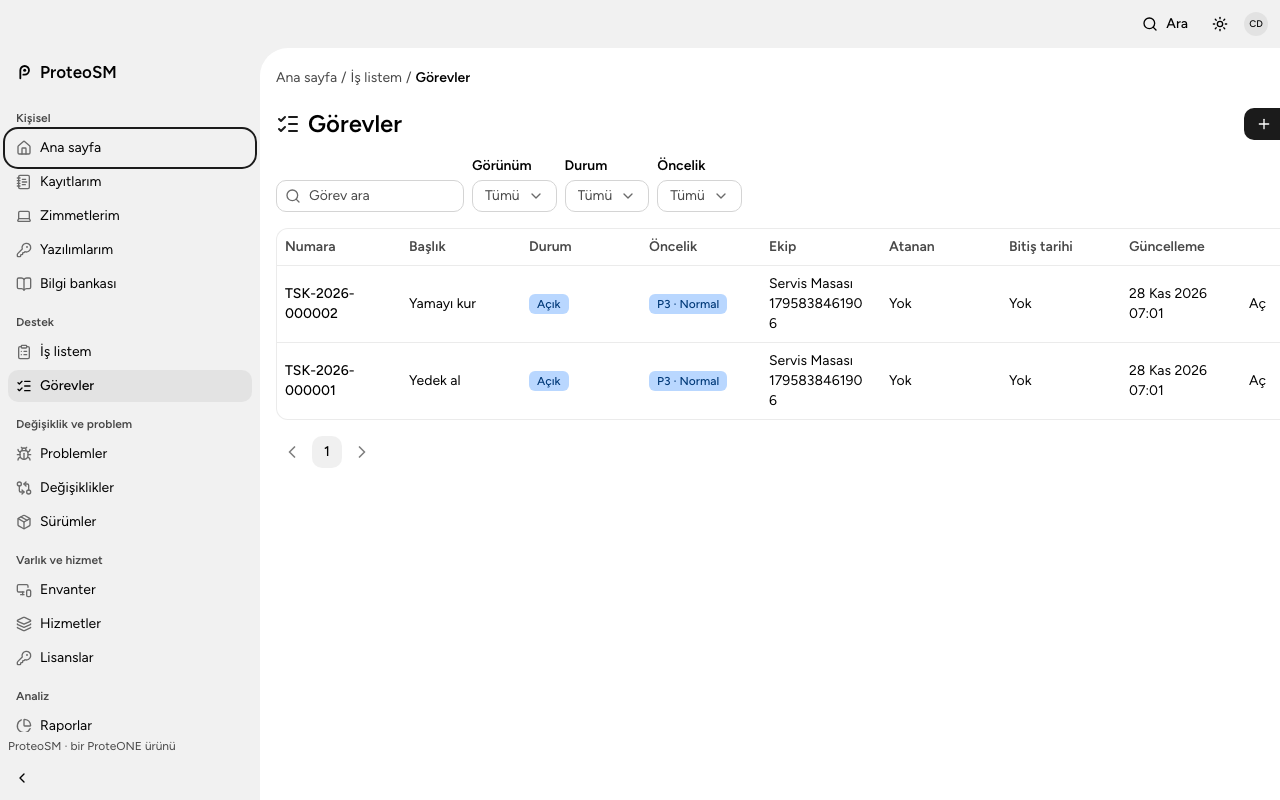 Ara
CD
ProteoSM
Kişisel
Ana sayfa
Kayıtlarım
Zimmetlerim
Yazılımlarım
Bilgi bankası
Destek
İş listem
Görevler
Değişiklik ve problem
Problemler
Değişiklikler
Sürümler
Varlık ve hizmet
Envanter
Hizmetler
Lisanslar
Analiz
Raporlar
ProteoSM · bir ProteONE ürünü
Ana sayfa / İş listem / Görevler
Görevler
Görünüm Durum Öncelik
Görev ara Tümü Tümü Tümü
Numara Başlık Durum Öncelik Ekip Atanan Bitiş tarihi Güncelleme
TSK-2026-000002 Yamayı kur Açık P3 · Normal Servis Masası 1795838461906 Yok Yok 28 Kas 2026 07:01 Aç
TSK-2026-000001 Yedek al Açık P3 · Normal Servis Masası 1795838461906 Yok Yok 28 Kas 2026 07:01 Aç
1